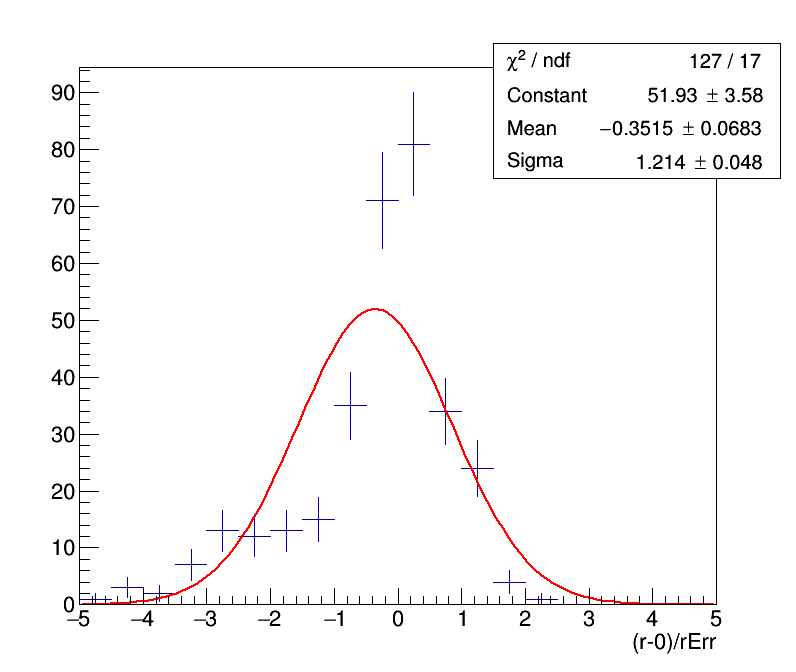 χ² / ndf 127 / 17
Constant 51.93 ± 3.58
Mean −0.3515 ± 0.0683
Sigma 1.214 ± 0.048
90
80
70
60
50
40
30
20
10
0
−5 −4 −3 −2 −1 0 1 2 3 4 5
(r-0)/rErr